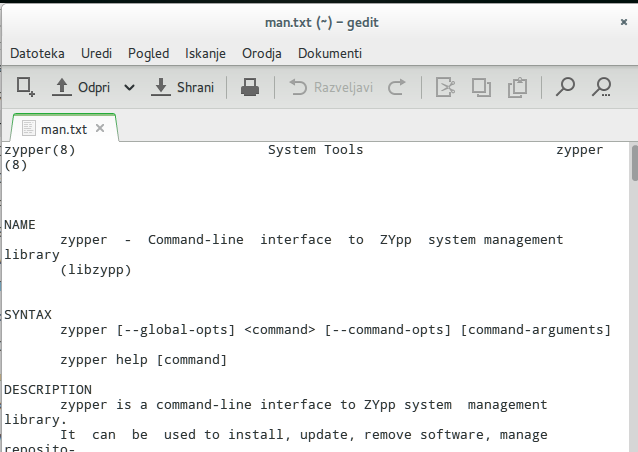 man.txt (~) – gedit
Datoteka Uredi Pogled Iskanje Orodja Dokumenti
Odpri Shrani Razveljavi
man.txt
zypper(8) System Tools zypper
(8)
NAME
zypper - Command-line interface to ZYpp system management
library
(libzypp)
SYNTAX
zypper [--global-opts] <command> [--command-opts] [command-arguments]
zypper help [command]
DESCRIPTION
zypper is a command-line interface to ZYpp system management
library.
It can be used to install, update, remove software, manage
reposito-